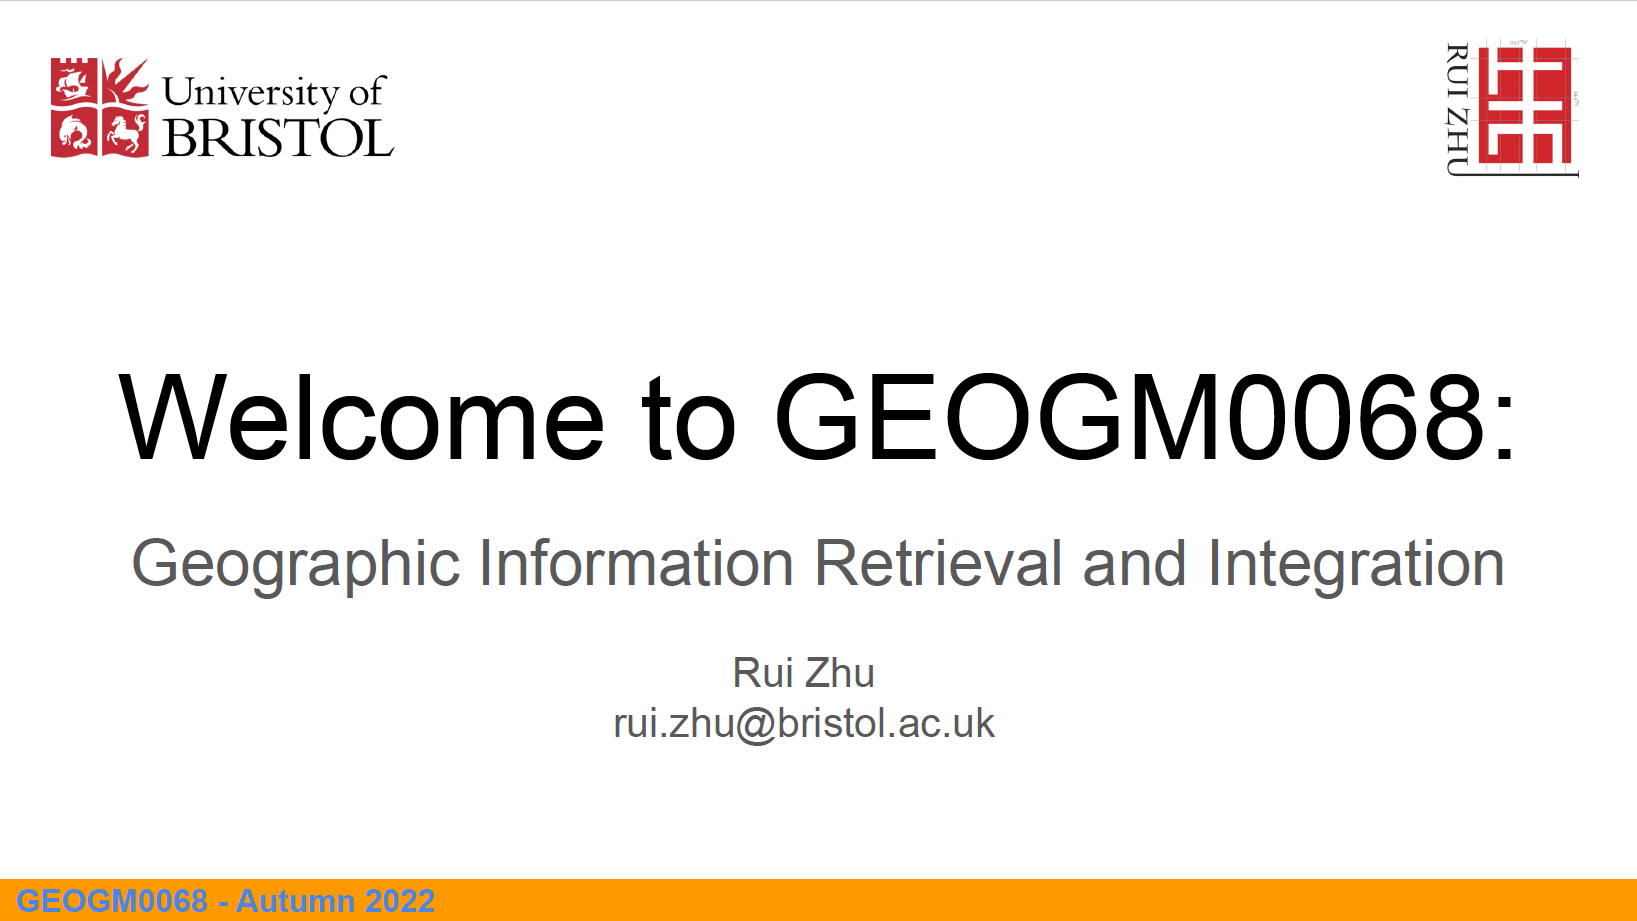 University of
BRISTOL
RUI ZHU
Welcome to GEOGM0068:
Geographic Information Retrieval and Integration
Rui Zhu
rui.zhu@bristol.ac.uk
GEOGM0068 - Autumn 2022